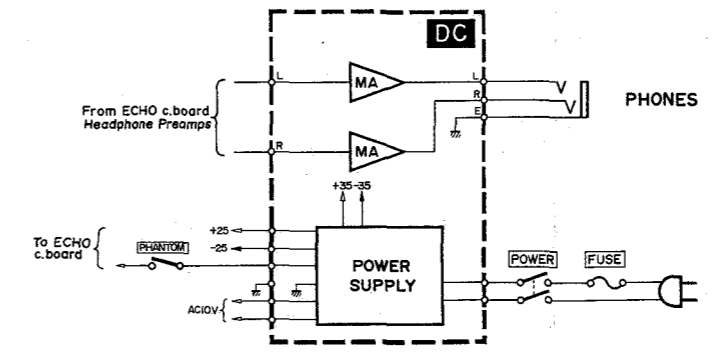 DC
L
MA
L
R
E
PHONES
From ECHO c.board
Headphone Preamps
R
MA
+35 -35
+25
-25
To ECHO
c.board
PHANTOM
POWER
SUPPLY
POWER
FUSE
AC10V